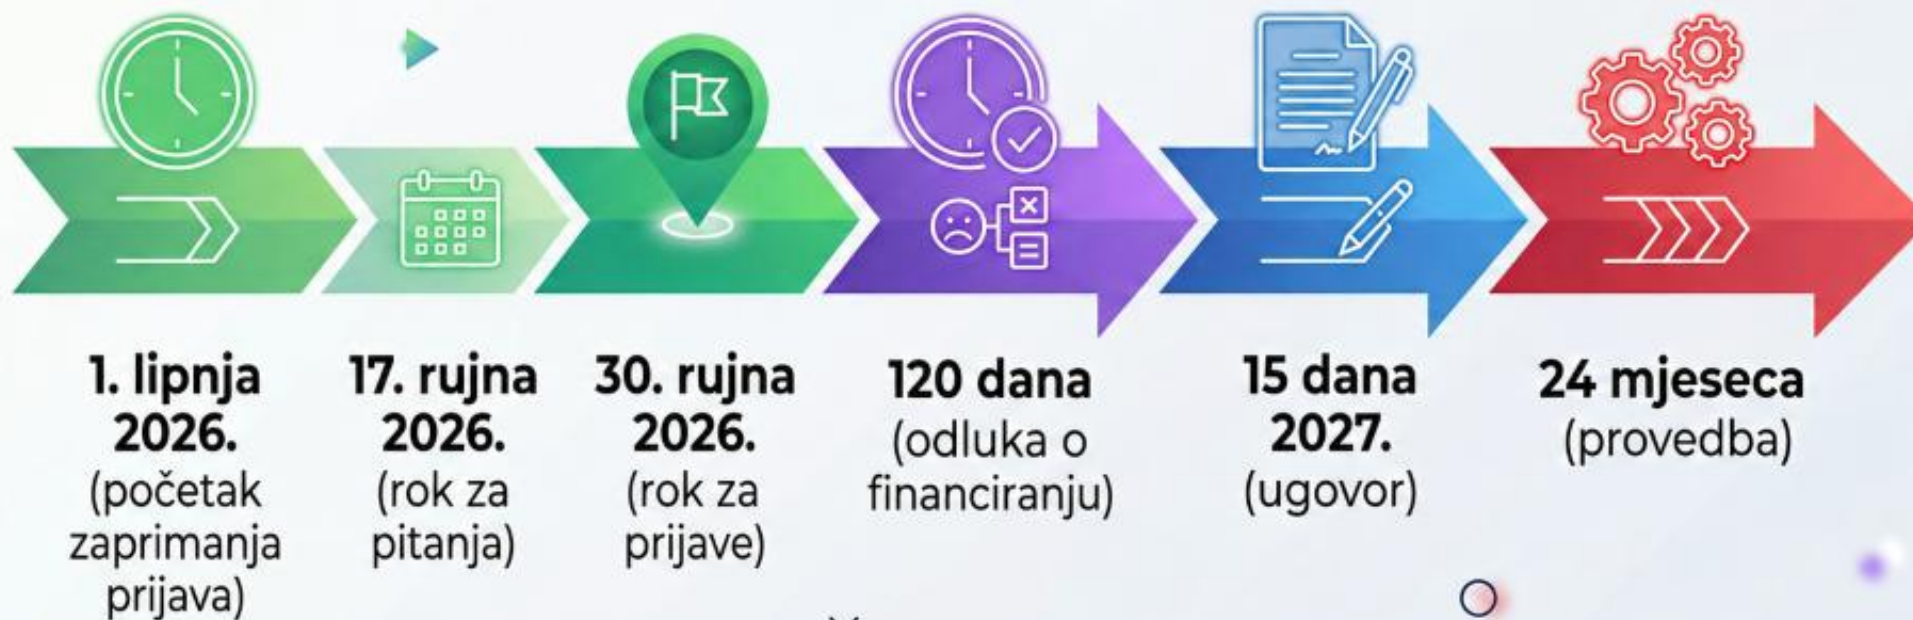 1. lipnja
2026.
(početak
zaprimanja
prijava)
17. rujna
2026.
(rok za
pitanja)
30. rujna
2026.
(rok za
prijave)
120 dana
(odluka o
financiranju)
15 dana
2027.
(ugovor)
24 mjeseca
(provedba)